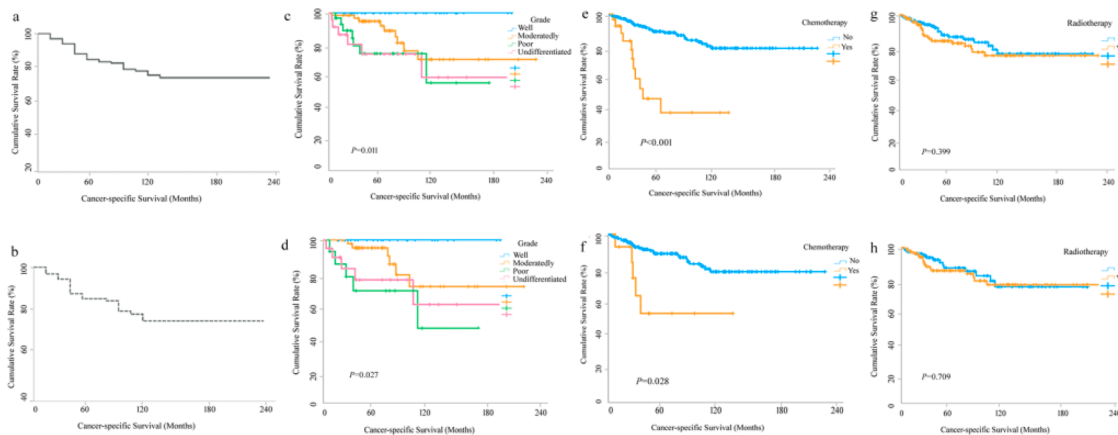 a
Cumulative Survival Rate (%)
100
80
60
40
20
0
60
120
180
240
Cancer-specific Survival (Months)
c
Cumulative Survival Rate (%)
100
80
60
40
20
0
Grade
Well
Moderatedly
Poor
Undifferentiated
P=0.011
0
60
120
180
240
Cancer-specific Survival (Months)
e
Cumulative Survival Rate (%)
100
80
60
40
20
0
Chemotherapy
No
Yes
P<0.001
0
120
180
240
Cancer-specific Survival (Months)
g
Cumulative Survival Rate (%)
100
80
60
40
20
0
Radiotherapy
P=0.399
0
60
120
180
240
Cancer-specific Survival (Months)
b
Cumulative Survival Rate (%)
100
80
40
0
60
120
180
240
Cancer-specific Survival (Months)
d
Cumulative Survival Rate (%)
100
80
60
40
20
0
Grade
Well
Moderatedly
Poor
Undifferentiated
P=0.027
60
120
180
240
Cancer-specific Survival (Months)
f
Cumulative Survival Rate (%)
100
80
60
40
20
0
Chemotherapy
No
Yes
P=0.028
0
60
120
180
240
Cancer-specific Survival (Months)
h
Cumulative Survival Rate (%)
100
80
60
40
20
0
Radiotherapy
P=0.709
0
60
120
180
240
Cancer-specific Survival (Months)